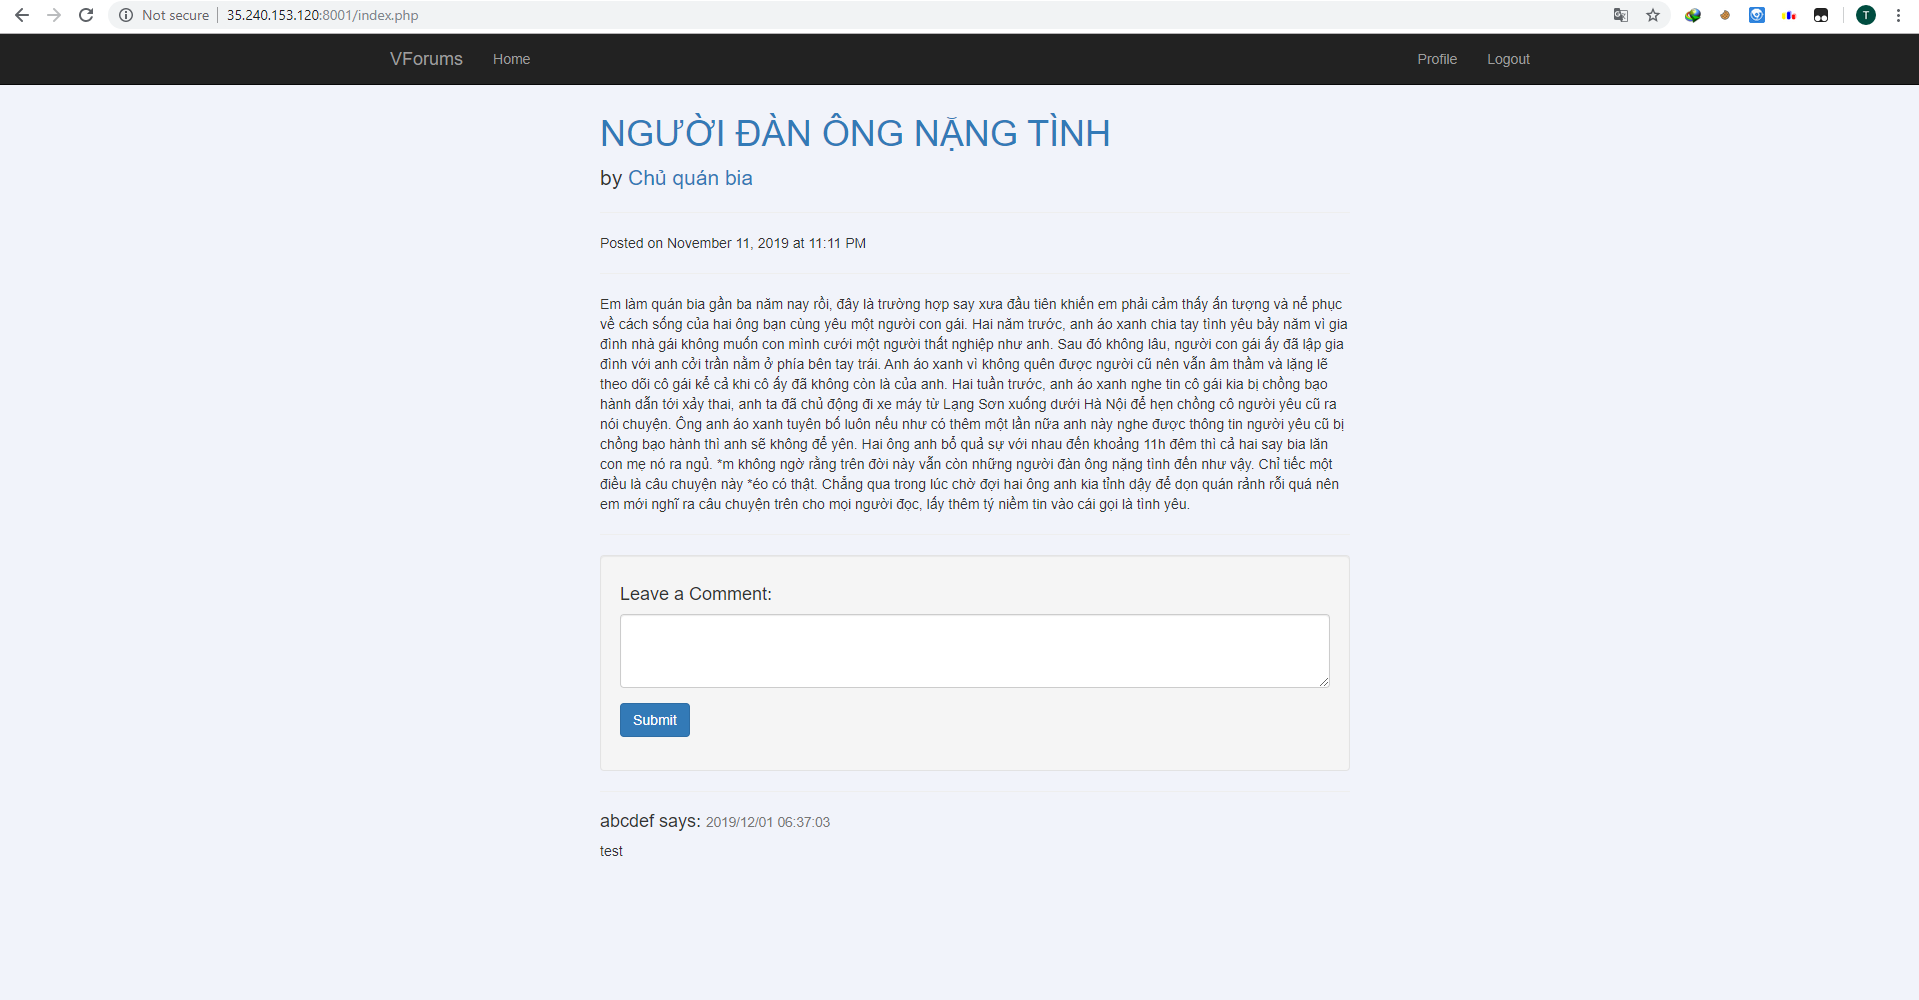 Not secure | 35.240.153.120:8001/index.php
T
VForums Home Profile Logout
NGƯỜI ĐÀN ÔNG NẶNG TÌNH
by Chủ quán bia
Posted on November 11, 2019 at 11:11 PM
Em làm quán bia gần ba năm nay rồi, đây là trường hợp say xưa đầu tiên khiến em phải cảm thấy ấn tượng và nể phục
về cách sống của hai ông bạn cùng yêu một người con gái. Hai năm trước, anh áo xanh chia tay tình yêu bảy năm vì gia
đình nhà gái không muốn con mình cưới một người thất nghiệp như anh. Sau đó không lâu, người con gái ấy đã lập gia
đình với anh cởi trần nằm ở phía bên tay trái. Anh áo xanh vì không quên được người cũ nên vẫn âm thầm và lặng lẽ
theo dõi cô gái kể cả khi cô ấy đã không còn là của anh. Hai tuần trước, anh áo xanh nghe tin cô gái kia bị chồng bạo
hành dẫn tới xảy thai, anh ta đã chủ động đi xe máy từ Lạng Sơn xuống dưới Hà Nội để hẹn chồng cô người yêu cũ ra
nói chuyện. Ông anh áo xanh tuyên bố luôn nếu như có thêm một lần nữa anh này nghe được thông tin người yêu cũ bị
chồng bạo hành thì anh sẽ không để yên. Hai ông anh bổ quả sự với nhau đến khoảng 11h đêm thì cả hai say bia lăn
con mẹ nó ra ngủ. *m không ngờ rằng trên đời này vẫn còn những người đàn ông nặng tình đến như vậy. Chỉ tiếc một
điều là câu chuyện này *éo có thật. Chẳng qua trong lúc chờ đợi hai ông anh kia tỉnh dậy để dọn quán rảnh rỗi quá nên
em mới nghĩ ra câu chuyện trên cho mọi người đọc, lấy thêm tý niềm tin vào cái gọi là tình yêu.
Leave a Comment:
Submit
abcdef says: 2019/12/01 06:37:03
test